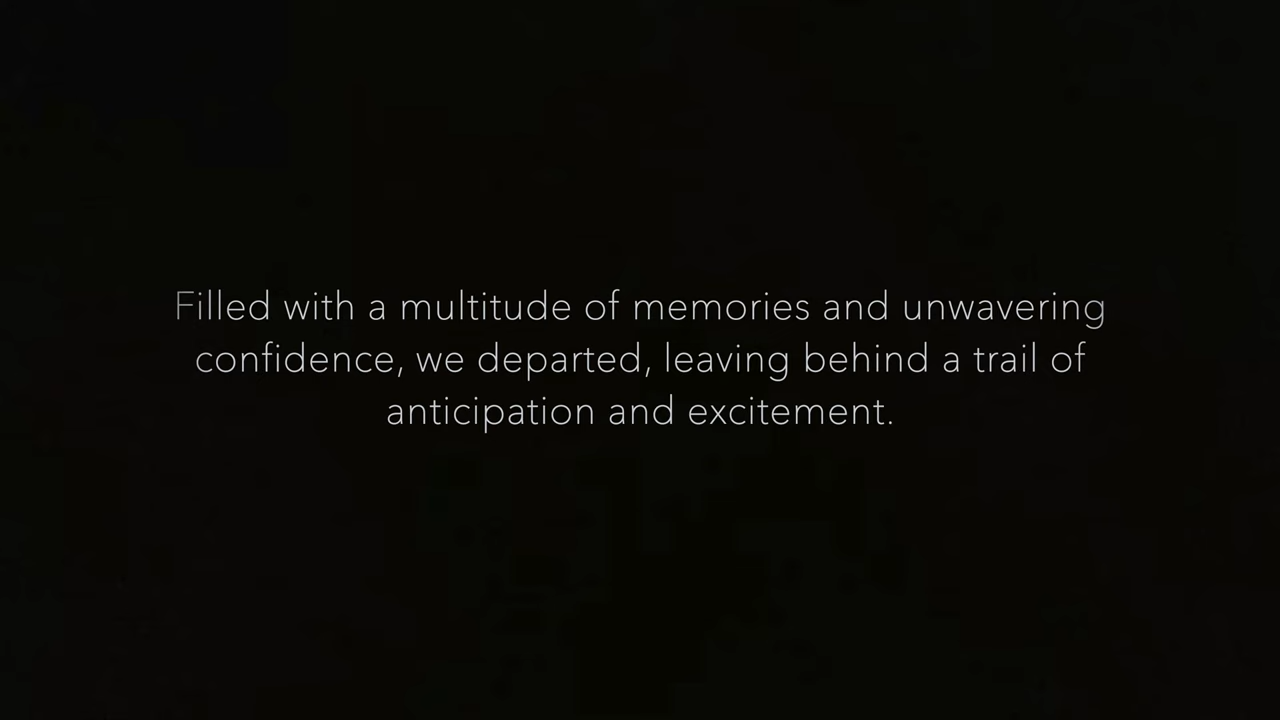 Filled with a multitude of memories and unwavering
confidence, we departed, leaving behind a trail of
anticipation and excitement.